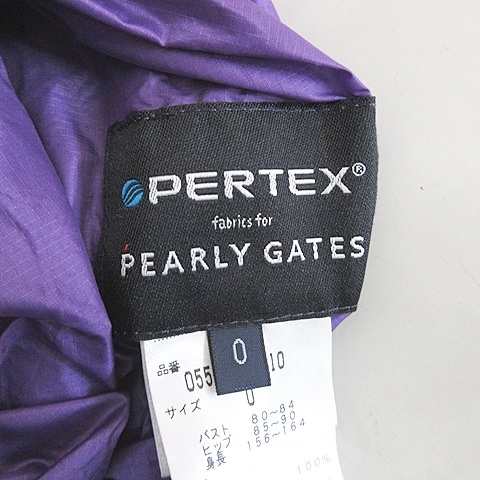 PERTEX®
fabrics for
PEARLY GATES
0
品番 055 10
サイズ 0
バスト 80～84
ヒップ 85～90
身長 156～164
100%